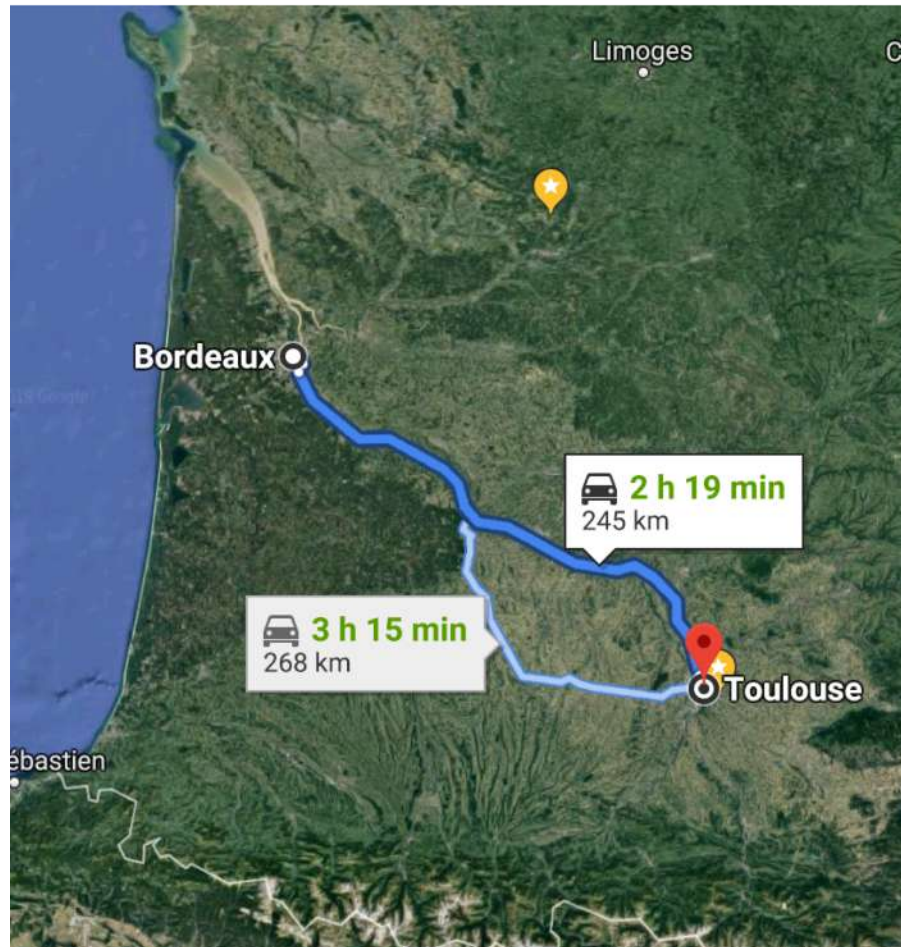 Limoges
C
Bordeaux
2 h 19 min
245 km
3 h 15 min
268 km
Toulouse
ébastien